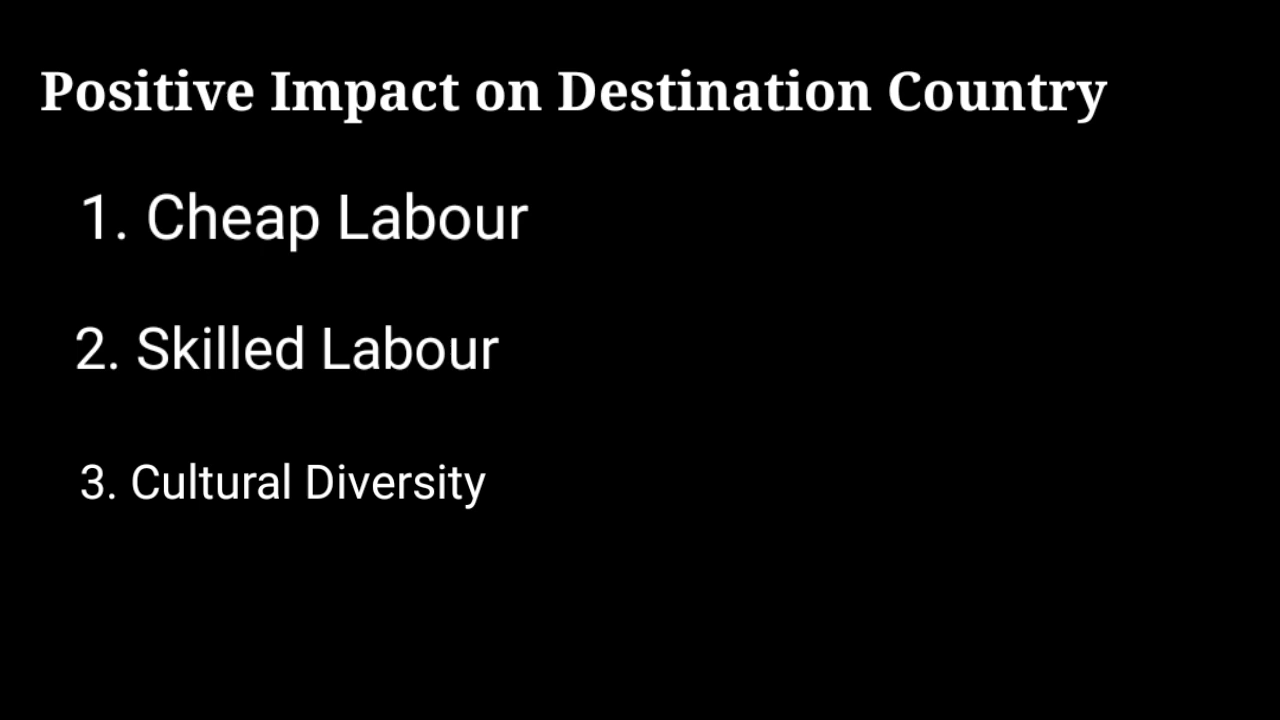 Positive Impact on Destination Country
1. Cheap Labour
2. Skilled Labour
3. Cultural Diversity